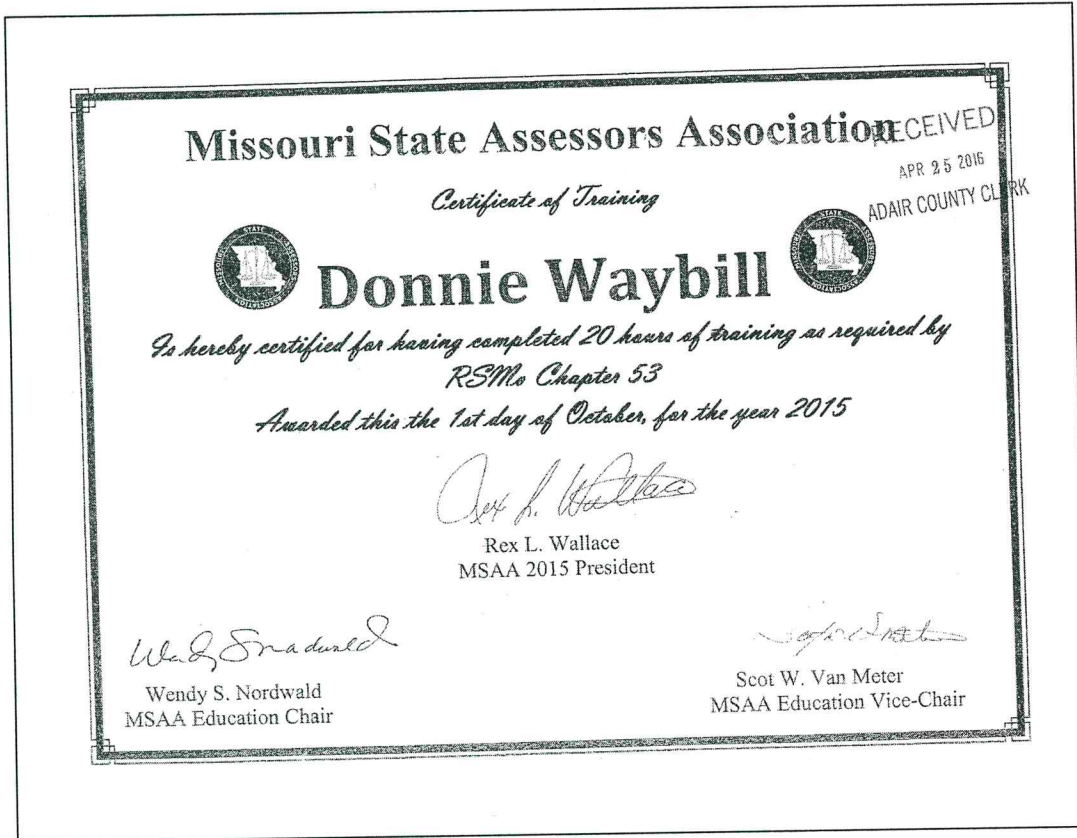 Missouri State Assessors Association
RECEIVED
APR 25 2016
ADAIR COUNTY CLERK
Certificate of Training
Donnie Waybill
Is hereby certified for having completed 20 hours of training as required by
RSMo Chapter 53
Awarded this the 1st day of October, for the year 2015
Rex L. Wallace
Rex L. Wallace
MSAA 2015 President
Wendy S. Nordwald
MSAA Education Chair
Scot W. Van Meter
MSAA Education Vice-Chair